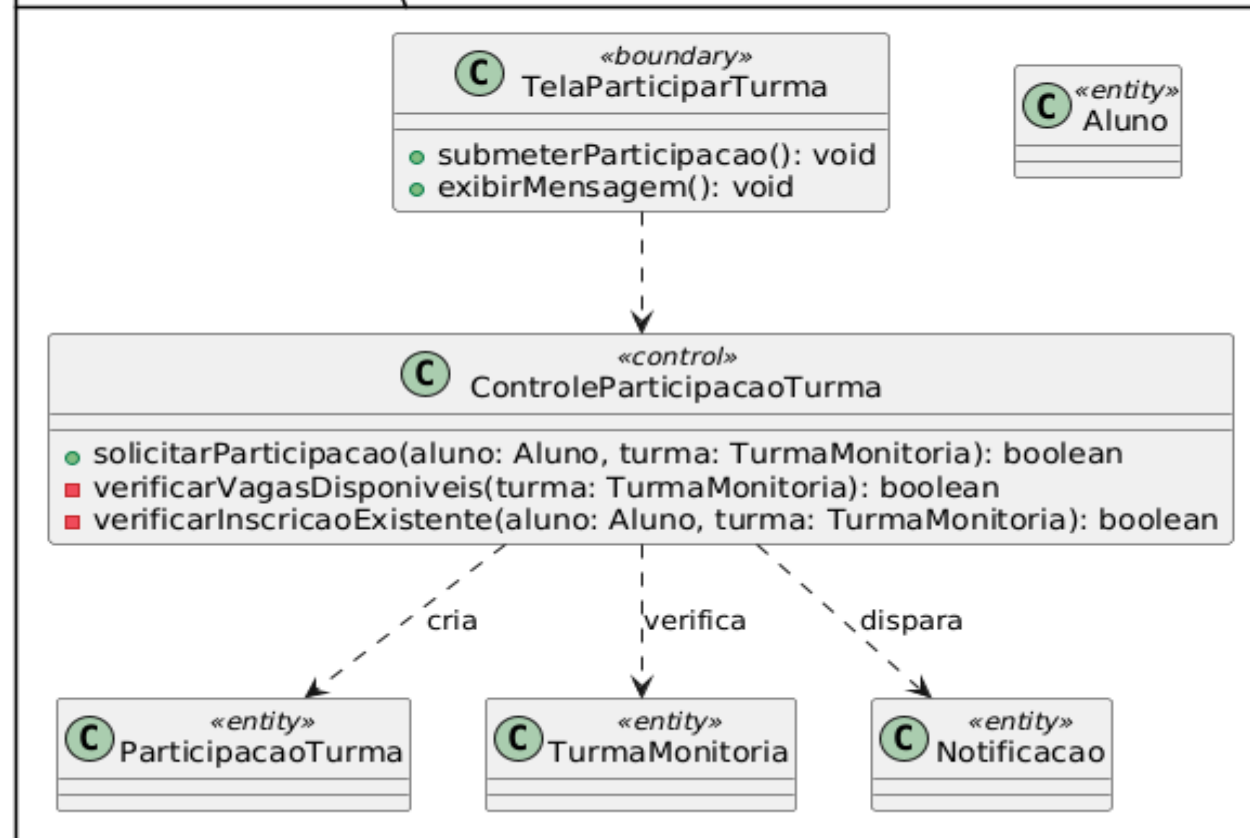 C
«boundary»
TelaParticiparTurma
submeterParticipacao(): void
exibirMensagem(): void
C
«entity»
Aluno
C
«control»
ControleParticipacaoTurma
solicitarParticipacao(aluno: Aluno, turma: TurmaMonitoria): boolean
verificarVagasDisponiveis(turma: TurmaMonitoria): boolean
verificarInscricaoExistente(aluno: Aluno, turma: TurmaMonitoria): boolean
cria
verifica
dispara
C
«entity»
ParticipacaoTurma
C
«entity»
TurmaMonitoria
C
«entity»
Notificacao